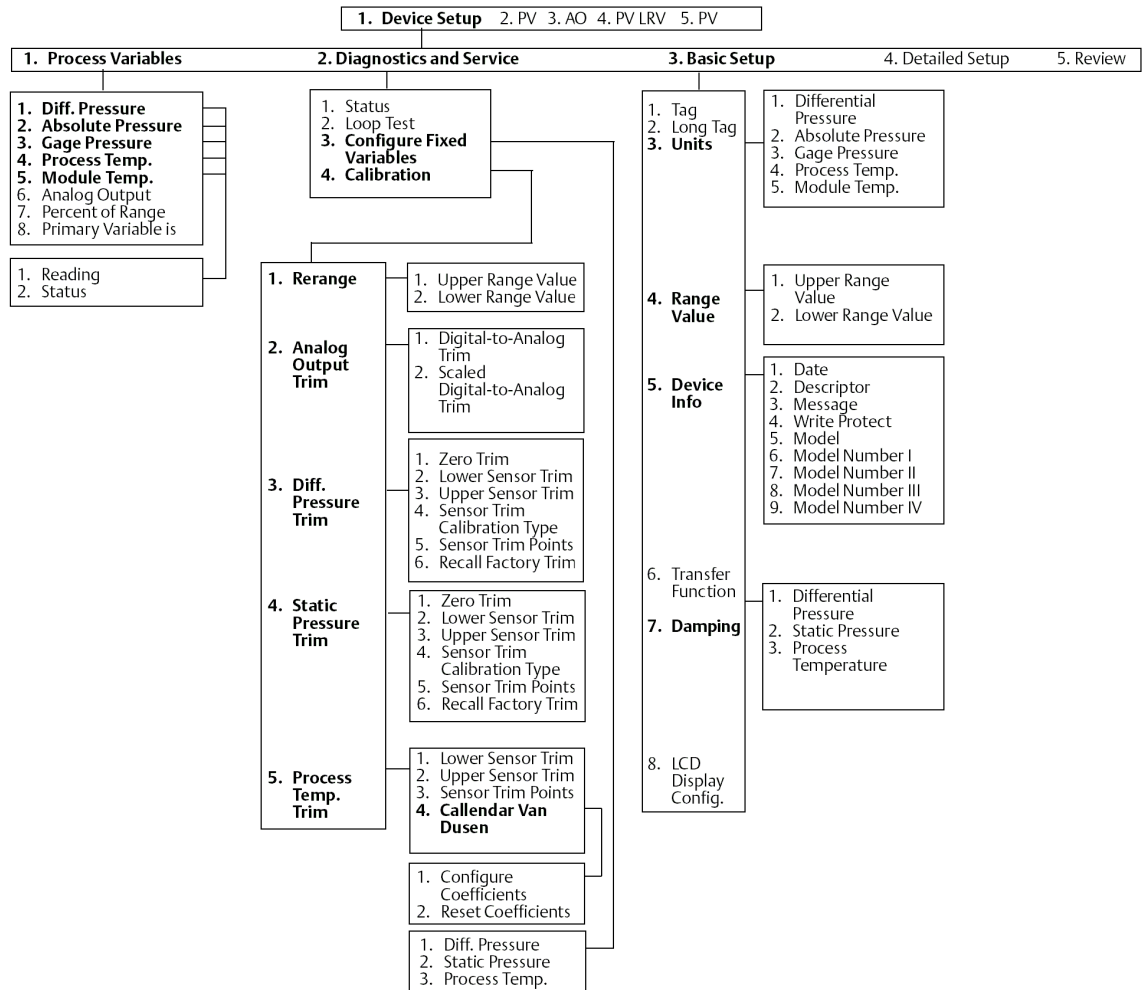 1. Device Setup 2. PV 3. AO 4. PV LRV 5. PV
1. Process Variables 2. Diagnostics and Service 3. Basic Setup 4. Detailed Setup 5. Review
1. Diff. Pressure
2. Absolute Pressure
3. Gage Pressure
4. Process Temp.
5. Module Temp.
6. Analog Output
7. Percent of Range
8. Primary Variable is
1. Reading
2. Status
1. Status
2. Loop Test
3. Configure Fixed
Variables
4. Calibration
1. Rerange
1. Upper Range Value
2. Lower Range Value
2. Analog
Output
Trim
1. Digital-to-Analog
Trim
2. Scaled
Digital-to-Analog
Trim
3. Diff.
Pressure
Trim
1. Zero Trim
2. Lower Sensor Trim
3. Upper Sensor Trim
4. Sensor Trim
Calibration Type
5. Sensor Trim Points
6. Recall Factory Trim
4. Static
Pressure
Trim
1. Zero Trim
2. Lower Sensor Trim
3. Upper Sensor Trim
4. Sensor Trim
Calibration Type
5. Sensor Trim Points
6. Recall Factory Trim
5. Process
Temp.
Trim
1. Lower Sensor Trim
2. Upper Sensor Trim
3. Sensor Trim Points
4. Callendar Van
Dusen
1. Configure
Coefficients
2. Reset Coefficients
1. Diff. Pressure
2. Static Pressure
3. Process Temp.
1. Tag
2. Long Tag
3. Units
1. Differential
Pressure
2. Absolute Pressure
3. Gage Pressure
4. Process Temp.
5. Module Temp.
4. Range
Value
1. Upper Range
Value
2. Lower Range Value
5. Device
Info
1. Date
2. Descriptor
3. Message
4. Write Protect
5. Model
6. Model Number I
7. Model Number II
8. Model Number III
9. Model Number IV
6. Transfer
Function
7. Damping
1. Differential
Pressure
2. Static Pressure
3. Process
Temperature
8. LCD
Display
Config.